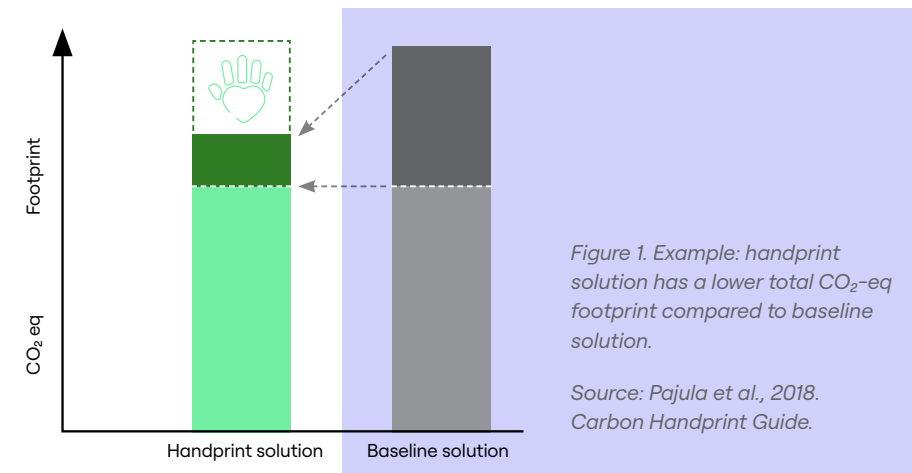 Footprint
CO₂ eq
Handprint solution
Baseline solution
Figure 1. Example: handprint
solution has a lower total CO₂-eq
footprint compared to baseline
solution.
Source: Pajula et al., 2018.
Carbon Handprint Guide.